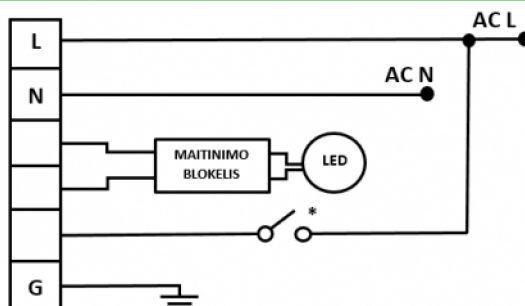 AC L
L
AC N
N
MAITINIMO
BLOKELIS
LED
*
G